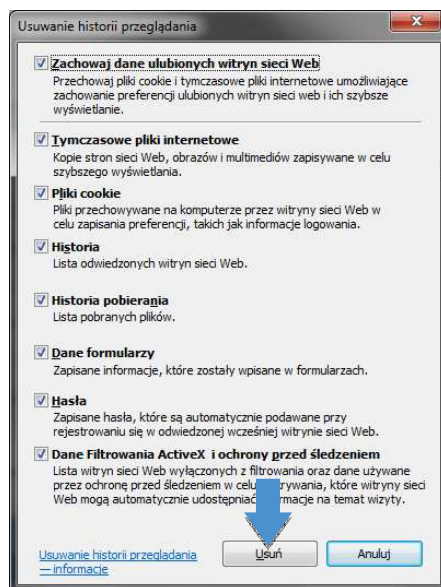 Usuwanie historii przeglądania
Zachowaj dane ulubionych witryn sieci Web
Przechowaj pliki cookie i tymczasowe pliki internetowe umożliwiające
zachowanie preferencji ulubionych witryn sieci web i ich szybsze
wyświetlanie.
Tymczasowe pliki internetowe
Kopie stron sieci Web, obrazów i multimediów zapisywane w celu
szybszego wyświetlania.
Pliki cookie
Pliki przechowywane na komputerze przez witryny sieci Web w
celu zapisania preferencji, takich jak informacje logowania.
Historia
Lista odwiedzonych witryn sieci Web.
Historia pobierania
Lista pobranych plików.
Dane formularzy
Zapisane informacje, które zostały wpisane w formularzach.
Hasła
Zapisane hasła, które są automatycznie podawane przy
rejestrowaniu się w odwiedzonej wcześniej witrynie sieci Web.
Dane Filtrowania ActiveX i ochrony przed śledzeniem
Lista witryn sieci Web wyłączonych z filtrowania oraz dane używane
przez ochronę przed śledzeniem w celu, które witryny sieci
Web mogą automatycznie na temat wizyty.
Usuwanie historii przeglądania
— informacje
Usuń
Anuluj